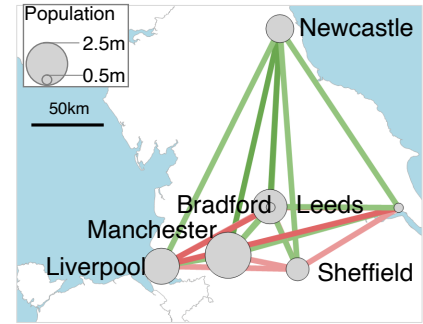 Population
2.5m
0.5m
50km
Newcastle
Bradford Leeds
Manchester
Liverpool
Sheffield